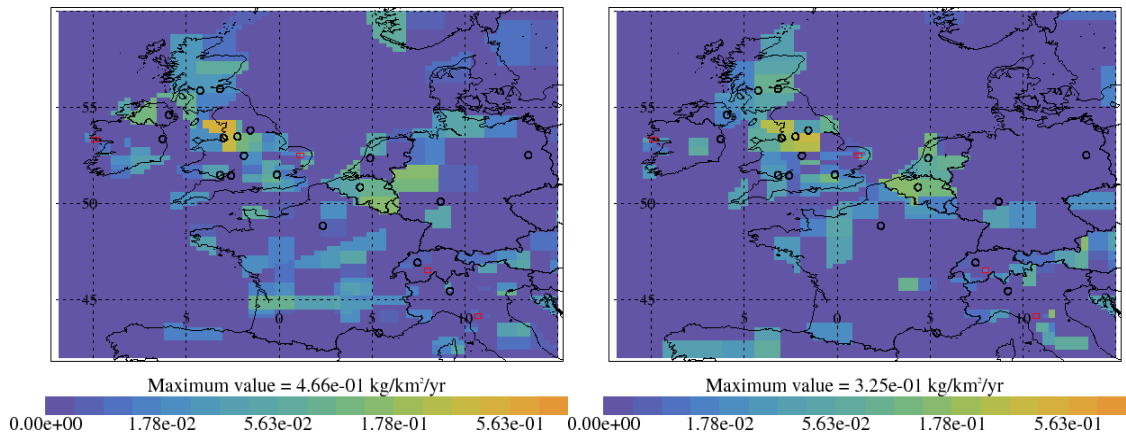 55 55
50 50
5 0 5 10 5 0 5 10
45 45
Maximum value = 4.66e-01 kg/km²/yr Maximum value = 3.25e-01 kg/km²/yr
0.00e+00 1.78e-02 5.63e-02 1.78e-01 5.63e-01 0.00e+00 1.78e-02 5.63e-02 1.78e-01 5.63e-01